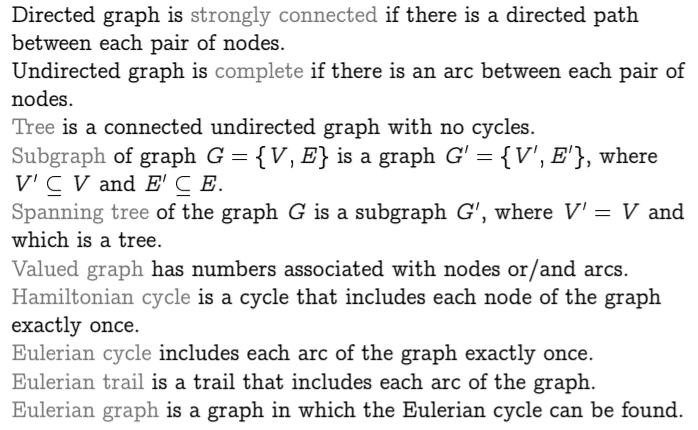 Directed graph is strongly connected if there is a directed path
between each pair of nodes.
Undirected graph is complete if there is an arc between each pair of
nodes.
Tree is a connected undirected graph with no cycles.
Subgraph of graph G = {V, E} is a graph G′ = {V′, E′}, where
V′ ⊆ V and E′ ⊆ E.
Spanning tree of the graph G is a subgraph G′, where V′ = V and
which is a tree.
Valued graph has numbers associated with nodes or/and arcs.
Hamiltonian cycle is a cycle that includes each node of the graph
exactly once.
Eulerian cycle includes each arc of the graph exactly once.
Eulerian trail is a trail that includes each arc of the graph.
Eulerian graph is a graph in which the Eulerian cycle can be found.